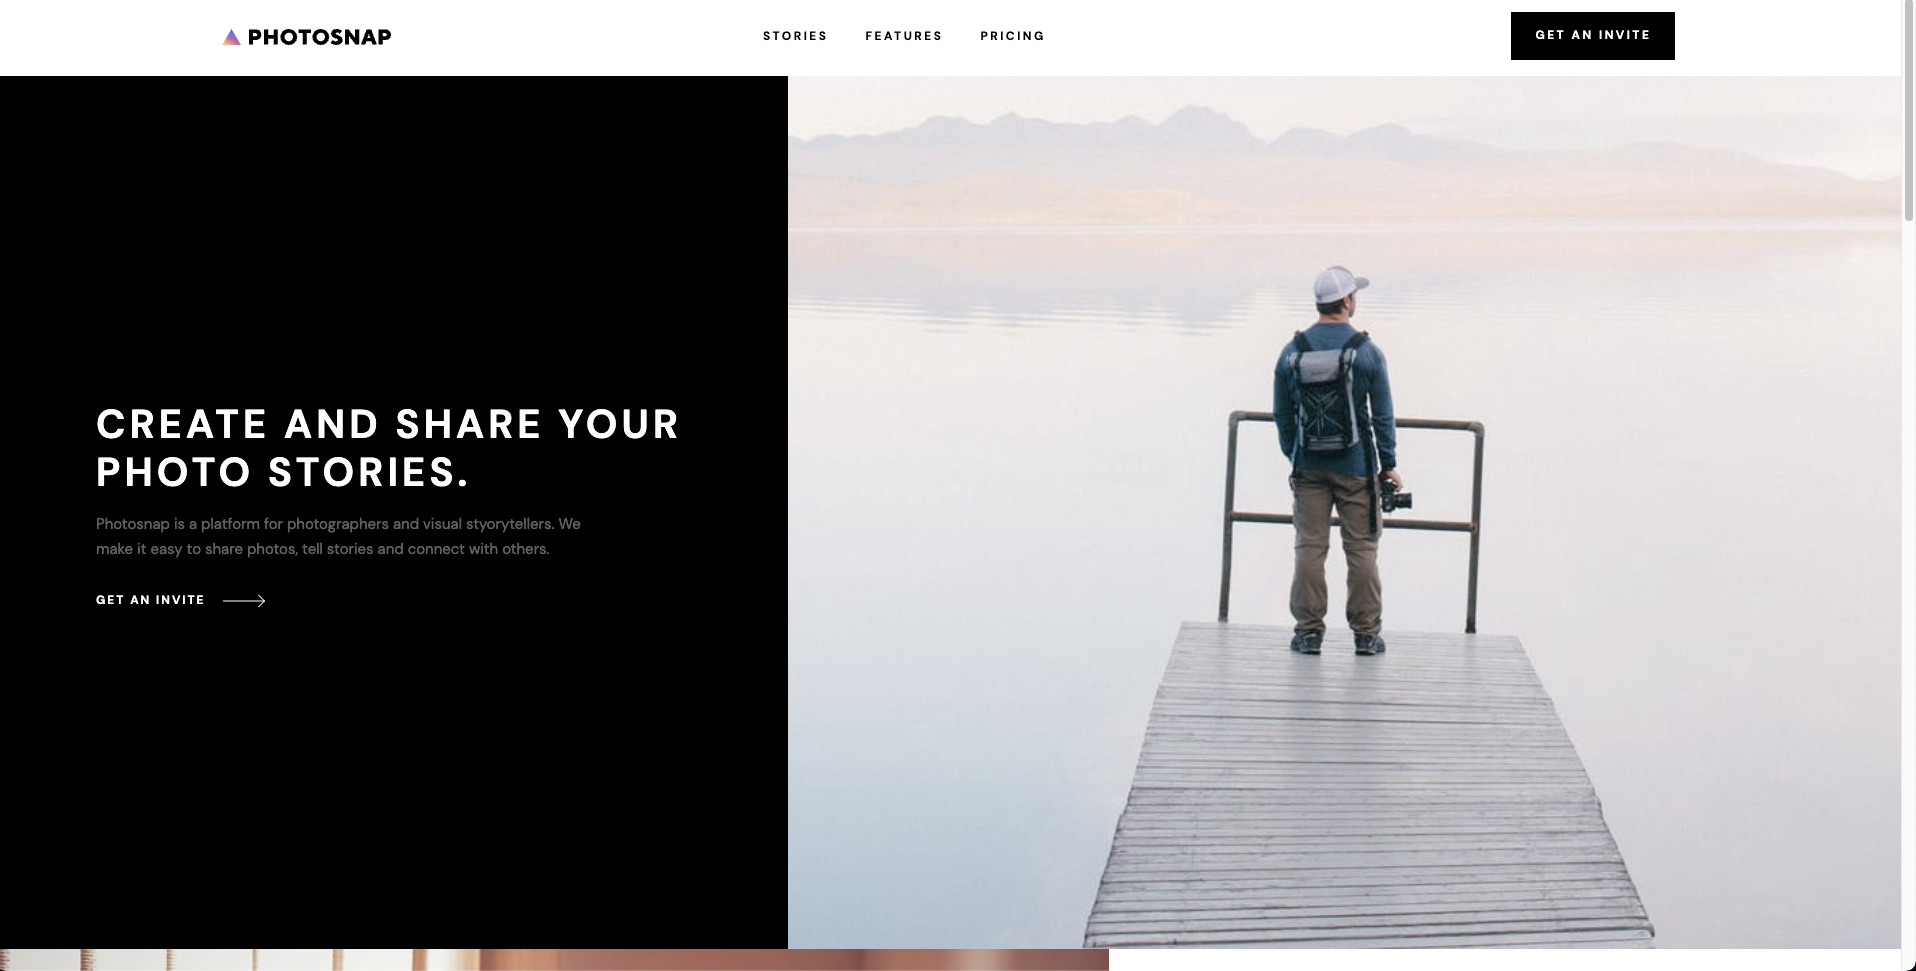 PHOTOSNAP
STORIES FEATURES PRICING
GET AN INVITE
CREATE AND SHARE YOUR
PHOTO STORIES.
Photosnap is a platform for photographers and visual styorytellers. We
make it easy to share photos, tell stories and connect with others.
GET AN INVITE